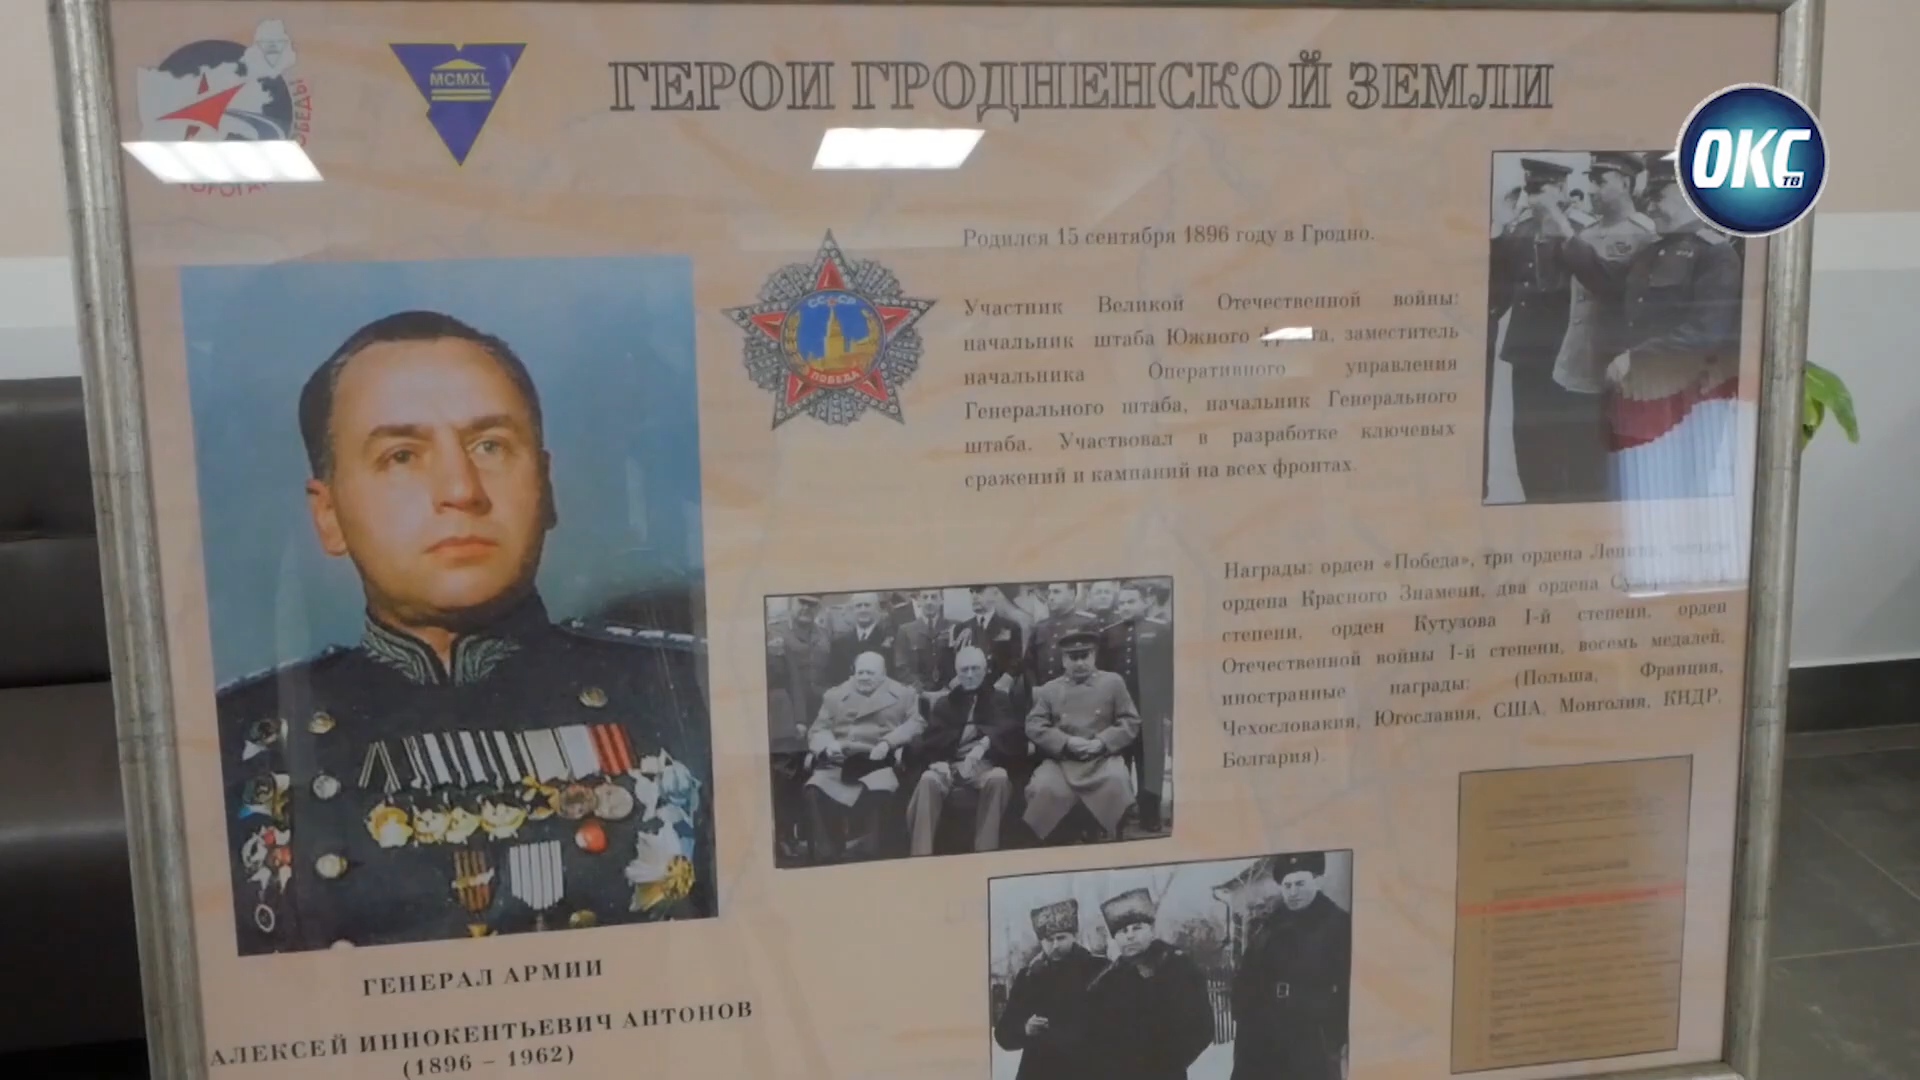 ГЕРОИ ГРОДНЕНСКОЙ ЗЕМЛИ
MCMXL
ОКС
ТВ
Родился 15 сентября 1896 году в Гродно.
СССР
ПОБЕДА
Участник Великой Отечественной войны:
начальник штаба Южного фронта, заместитель
начальника Оперативного управления
Генерального штаба, начальник Генерального
штаба. Участвовал в разработке ключевых
сражений и кампаний на всех фронтах.
Награды: орден «Победа», три ордена Ленина,
ордена Красного Знамени, два ордена Суворова
степени, орден Кутузова I-й степени, орден
Отечественной войны I-й степени, восемь медалей,
иностранные награды: (Польша, Франция,
Чехословакия, Югославия, США, Монголия, КНДР,
Болгария).
ГЕНЕРАЛ АРМИИ
АЛЕКСЕЙ ИННОКЕНТЬЕВИЧ АНТОНОВ
(1896 – 1962)